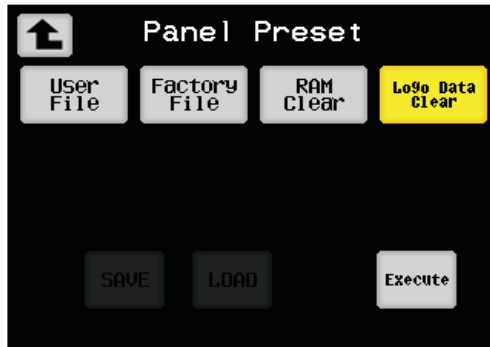 Panel Preset
User
File
Factory
File
RAM
Clear
Logo Data
Clear
SAVE
LOAD
Execute